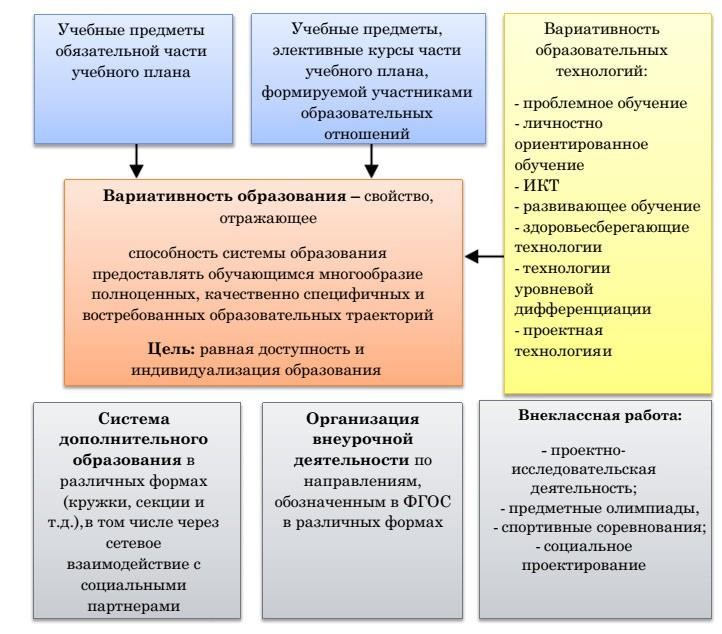 Учебные предметы
обязательной части
учебного плана
Учебные предметы,
элективные курсы части
учебного плана,
формируемой участниками
образовательных
отношений
Вариативность
образовательных
технологий:
- проблемное обучение
- личностно
ориентированное
обучение
- ИКТ
- развивающее обучение
- здоровьесберегающие
технологии
- технологии
уровневой
дифференциации
- проектная
технологияи
Вариативность образования – свойство,
отражающее
способность системы образования
предоставлять обучающимся многообразие
полноценных, качественно специфичных и
востребованных образовательных траекторий
Цель: равная доступность и
индивидуализация образования
Система
дополнительного
образования в
различных формах
(кружки, секции и
т.д.),в том числе через
сетевое
взаимодействие с
социальными
партнерами
Организация
внеурочной
деятельности по
направлениям,
обозначенным в ФГОС
в различных формах
Внеклассная работа:
- проектно-
исследовательская
деятельность;
- предметные олимпиады,
- спортивные соревнования;
- социальное
проектирование